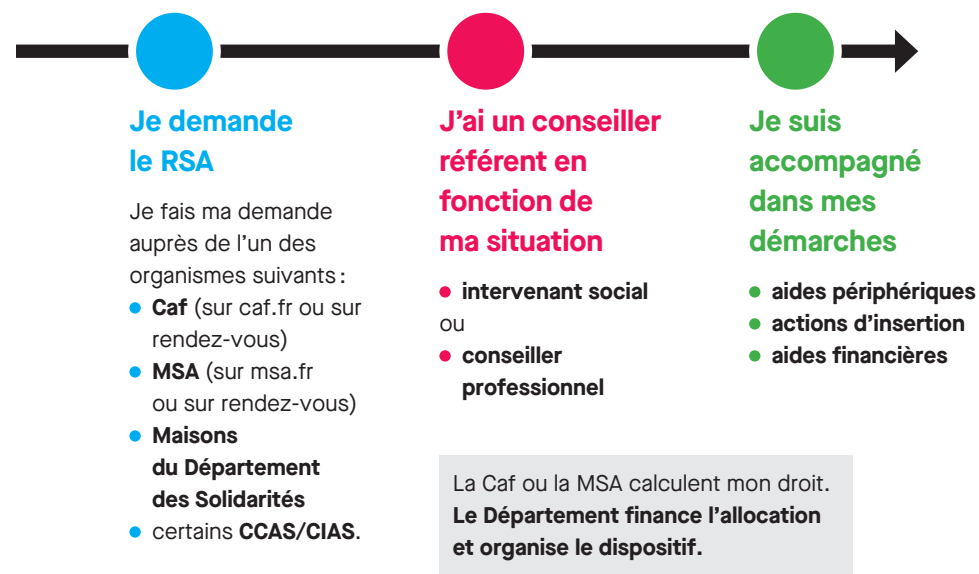 Je demande
le RSA
Je fais ma demande
auprès de l’un des
organismes suivants :
• Caf (sur caf.fr ou sur
rendez-vous)
• MSA (sur msa.fr
ou sur rendez-vous)
• Maisons
du Département
des Solidarités
• certains CCAS/CIAS.
J’ai un conseiller
référent en
fonction de
ma situation
• intervenant social
ou
• conseiller
professionnel
Je suis
accompagné
dans mes
démarches
• aides périphériques
• actions d’insertion
• aides financières
La Caf ou la MSA calculent mon droit.
Le Département finance l’allocation
et organise le dispositif.